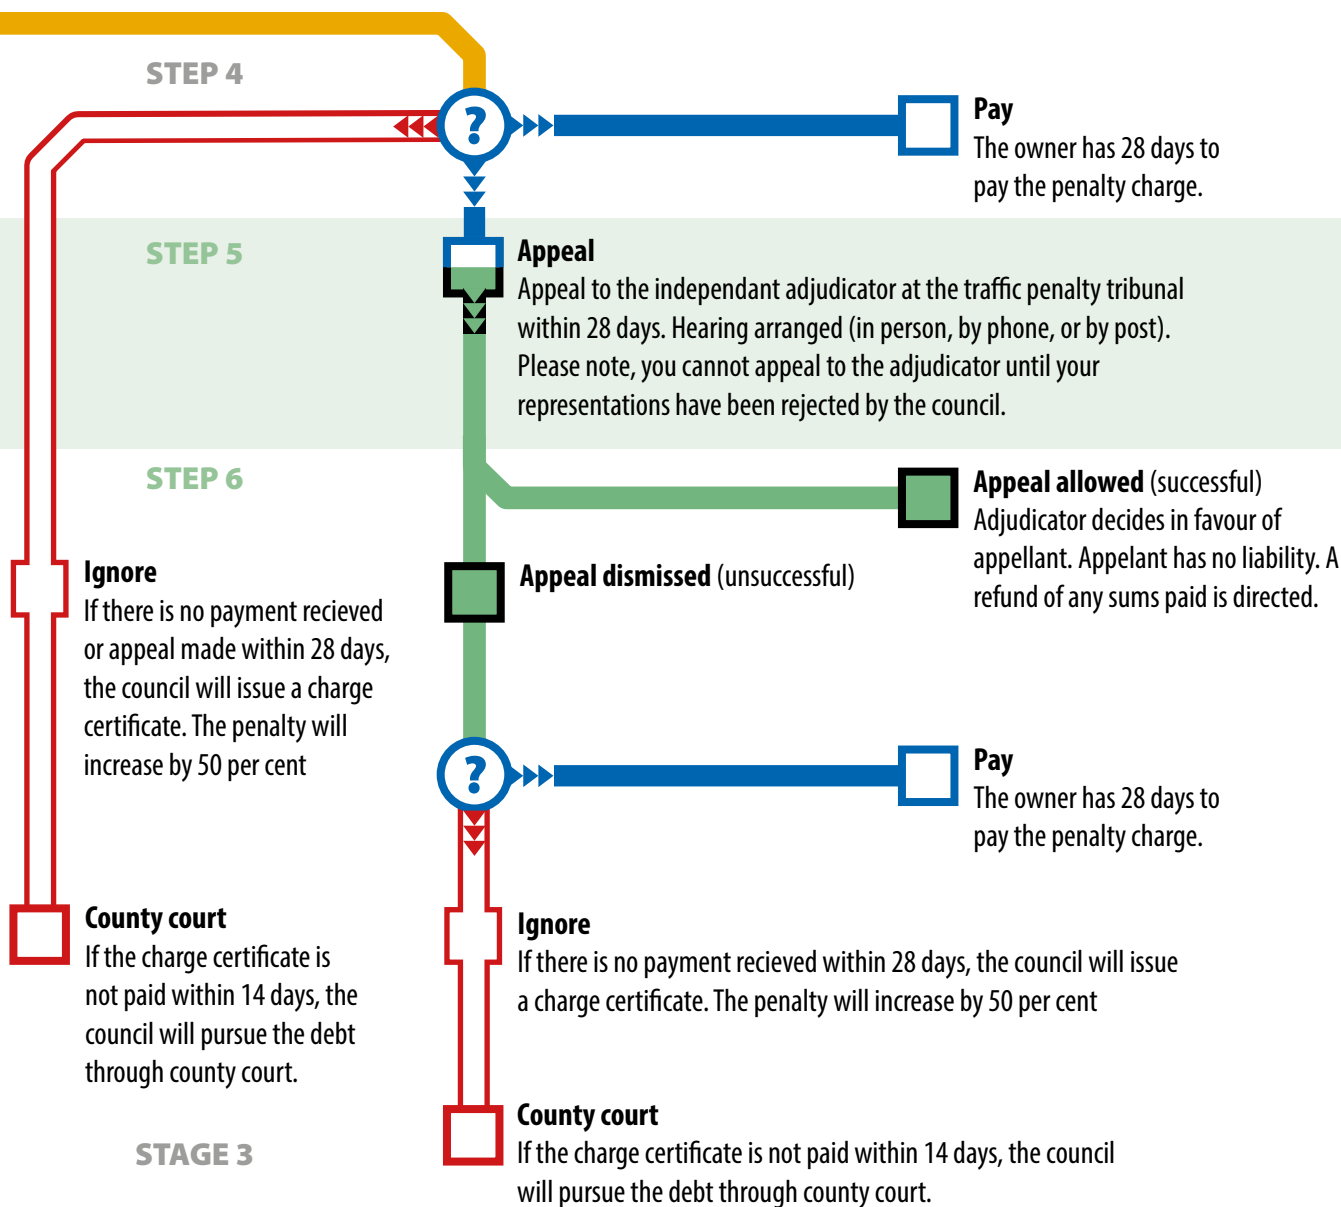 STEP 4
?
Pay
The owner has 28 days to
pay the penalty charge.
STEP 5
Appeal
Appeal to the independant adjudicator at the traffic penalty tribunal
within 28 days. Hearing arranged (in person, by phone, or by post).
Please note, you cannot appeal to the adjudicator until your
representations have been rejected by the council.
STEP 6
Appeal allowed (successful)
Adjudicator decides in favour of
appellant. Appelant has no liability. A
refund of any sums paid is directed.
Ignore
If there is no payment recieved
or appeal made within 28 days,
the council will issue a charge
certificate. The penalty will
increase by 50 per cent
Appeal dismissed (unsuccessful)
?
Pay
The owner has 28 days to
pay the penalty charge.
County court
If the charge certificate is
not paid within 14 days, the
council will pursue the debt
through county court.
Ignore
If there is no payment recieved within 28 days, the council will issue
a charge certificate. The penalty will increase by 50 per cent
STAGE 3
County court
If the charge certificate is not paid within 14 days, the council
will pursue the debt through county court.